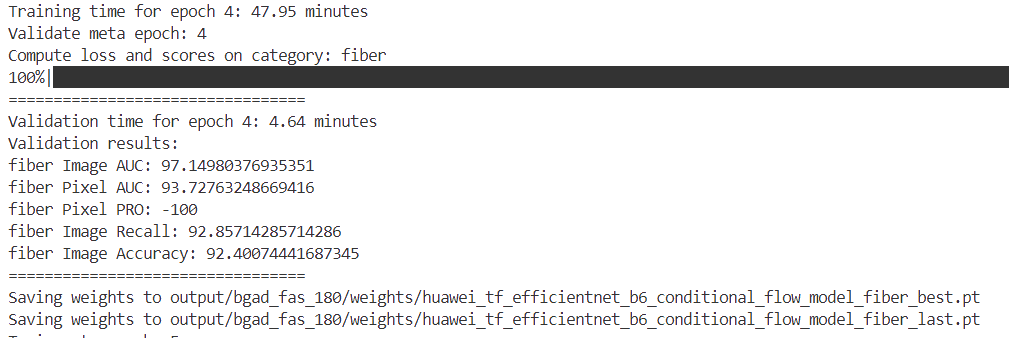 Training time for epoch 4: 47.95 minutes
Validate meta epoch: 4
Compute loss and scores on category: fiber
100%|
=================================
Validation time for epoch 4: 4.64 minutes
Validation results:
fiber Image AUC: 97.14980376935351
fiber Pixel AUC: 93.72763248669416
fiber Pixel PRO: -100
fiber Image Recall: 92.85714285714286
fiber Image Accuracy: 92.40074441687345
=================================
Saving weights to output/bgad_fas_180/weights/huawei_tf_efficientnet_b6_conditional_flow_model_fiber_best.pt
Saving weights to output/bgad_fas_180/weights/huawei_tf_efficientnet_b6_conditional_flow_model_fiber_last.pt